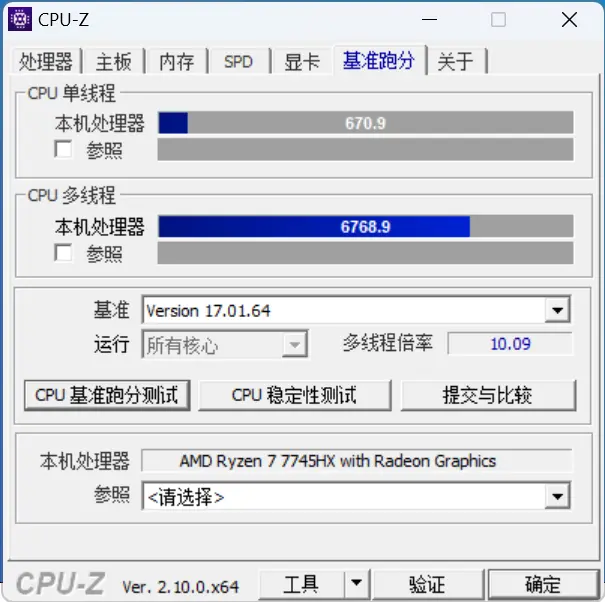 CPU-Z
处理器 主板 内存 SPD 显卡 基准跑分 关于
CPU 单线程
本机处理器 670.9
参照
CPU 多线程
本机处理器 6768.9
参照
基准 Version 17.01.64
运行 所有核心 多线程倍率 10.09
CPU 基准跑分测试 CPU 稳定性测试 提交与比较
本机处理器 AMD Ryzen 7 7745HX with Radeon Graphics
参照 <请选择>
CPU-Z Ver. 2.10.0.x64 工具 验证 确定